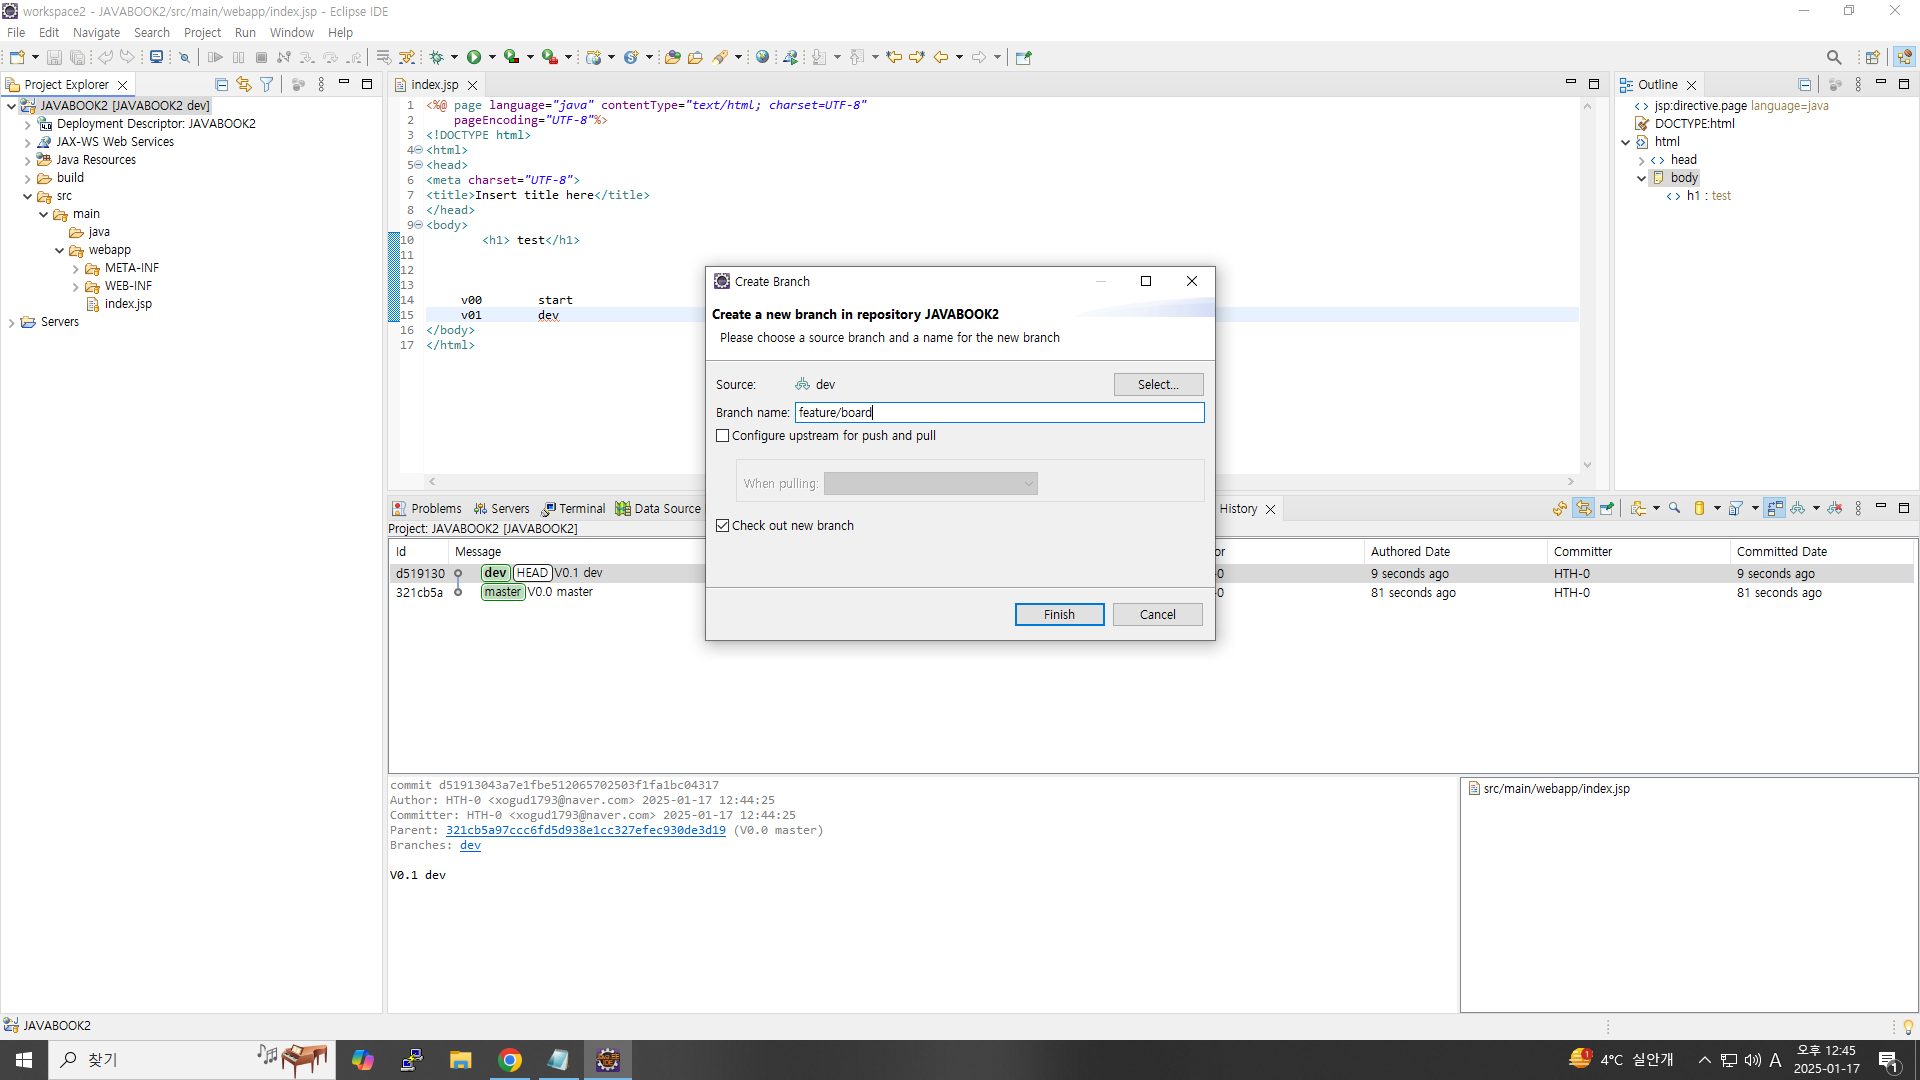 workspace2 - JAVABOOK2/src/main/webapp/index.jsp - Eclipse IDE
File Edit Navigate Search Project Run Window Help
Project Explorer
JAVABOOK2 [JAVABOOK2 dev]
Deployment Descriptor: JAVABOOK2
JAX-WS Web Services
Java Resources
build
src
main
java
webapp
META-INF
WEB-INF
index.jsp
Servers
index.jsp
1 <%@ page language="java" contentType="text/html; charset=UTF-8"
2 pageEncoding="UTF-8"%>
3 <!DOCTYPE html>
4 <html>
5 <head>
6 <meta charset="UTF-8">
7 <title>Insert title here</title>
8 </head>
9 <body>
10 <h1> test</h1>
11
12
13
14 v00 start
15 v01 dev
16 </body>
17 </html>
Outline
jsp:directive.page language=java
DOCTYPE:html
html
head
body
h1 : test
Create Branch
Create a new branch in repository JAVABOOK2
Please choose a source branch and a name for the new branch
Source: dev Select...
Branch name: feature/board
Configure upstream for push and pull
When pulling:
Check out new branch
Finish Cancel
Problems Servers Terminal Data Source History
Project: JAVABOOK2 [JAVABOOK2]
Id Message or Authored Date Committer Committed Date
d519130 dev HEAD V0.1 dev -0 9 seconds ago HTH-0 9 seconds ago
321cb5a master V0.0 master -0 81 seconds ago HTH-0 81 seconds ago
commit d51913043a7e1fbe512065702503f1fa1bc04317
Author: HTH-0 <xogud1793@naver.com> 2025-01-17 12:44:25
Committer: HTH-0 <xogud1793@naver.com> 2025-01-17 12:44:25
Parent: 321cb5a97ccc6fd5d938e1cc327efec930de3d19 (V0.0 master)
Branches: dev
V0.1 dev
src/main/webapp/index.jsp
JAVABOOK2
찾기
4°C 실안개
A
오후 12:45
2025-01-17
1